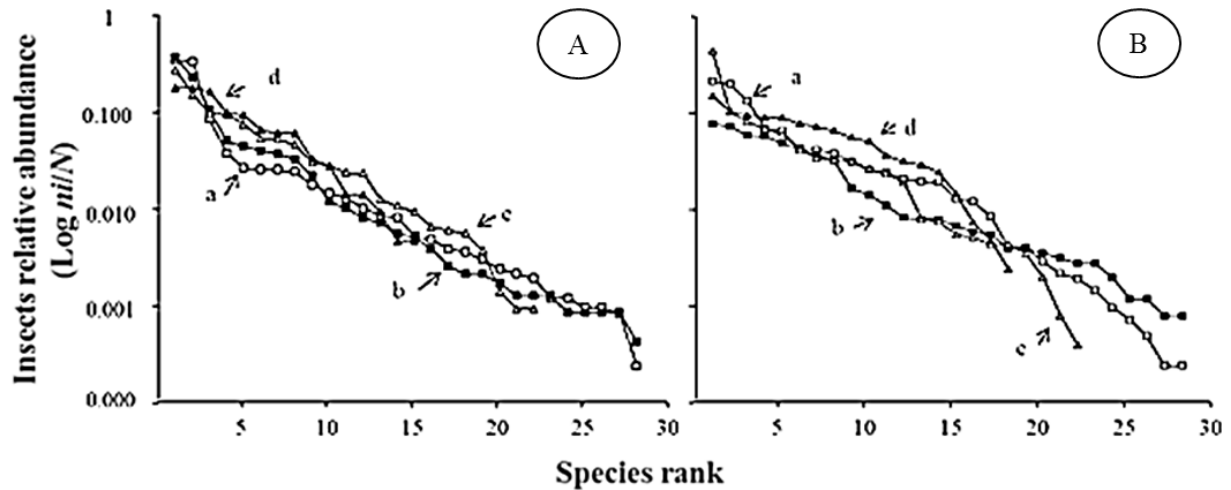 A
B
1
0.100
0.010
0.001
0.000
Insects relative abundance
(Log ni/N)
d
a
c
b
a
d
b
c
5
10
15
20
25
30
5
10
15
20
25
30
Species rank